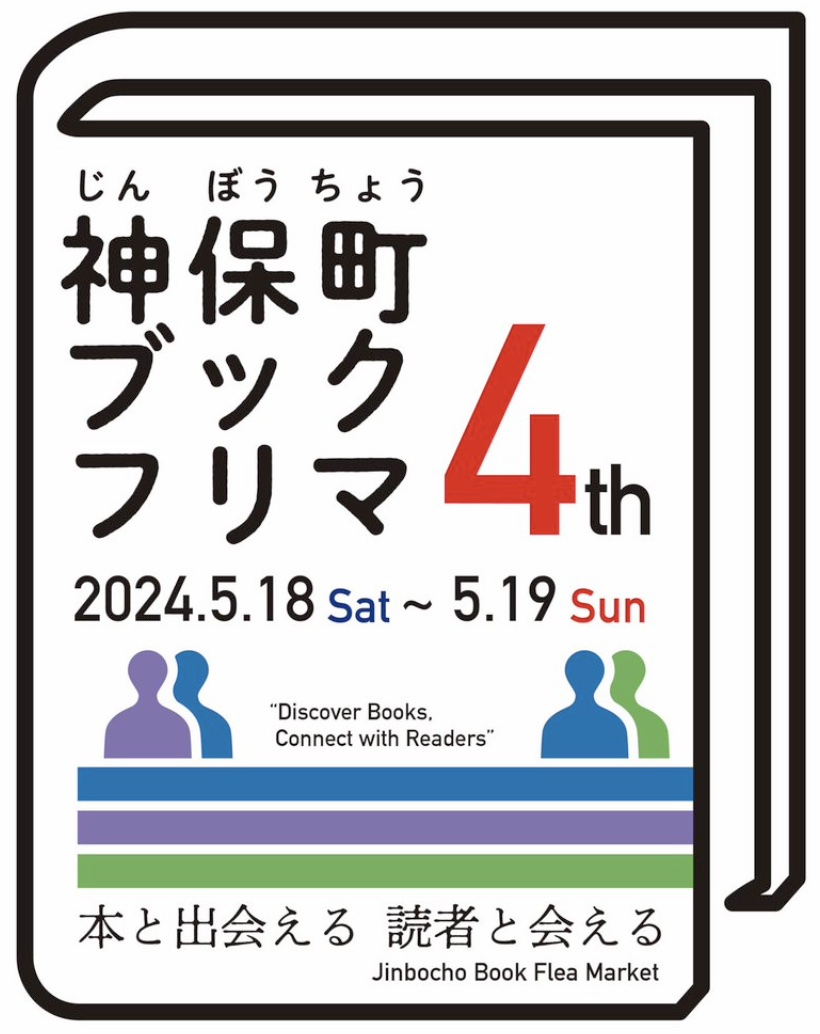 じん ぼう ちょう
神保町
ブック
フリマ
4th
2024.5.18 Sat ~ 5.19 Sun
“Discover Books,
Connect with Readers”
本と出会える 読者と会える
Jinbocho Book Flea Market